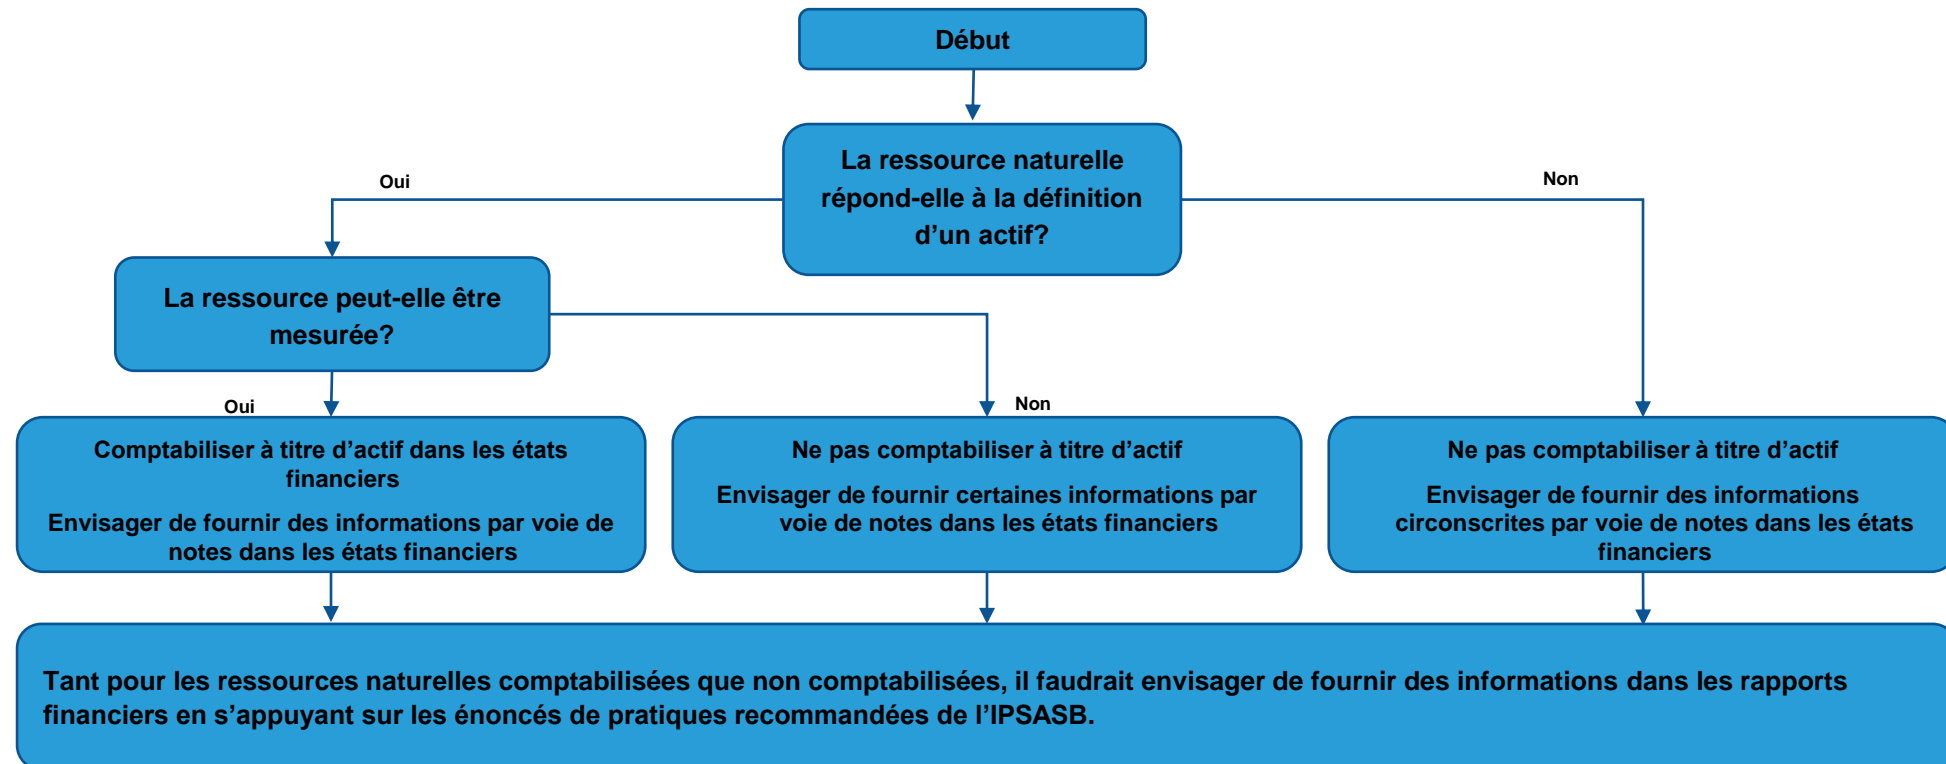 Début
La ressource naturelle
répond-elle à la définition
d’un actif?
Oui
Non
La ressource peut-elle être
mesurée?
Oui
Non
Comptabiliser à titre d’actif dans les états
financiers
Envisager de fournir des informations par voie de
notes dans les états financiers
Ne pas comptabiliser à titre d’actif
Envisager de fournir certaines informations par
voie de notes dans les états financiers
Ne pas comptabiliser à titre d’actif
Envisager de fournir des informations
circonscrites par voie de notes dans les états
financiers
Tant pour les ressources naturelles comptabilisées que non comptabilisées, il faudrait envisager de fournir des informations dans les rapports
financiers en s’appuyant sur les énoncés de pratiques recommandées de l’IPSASB.